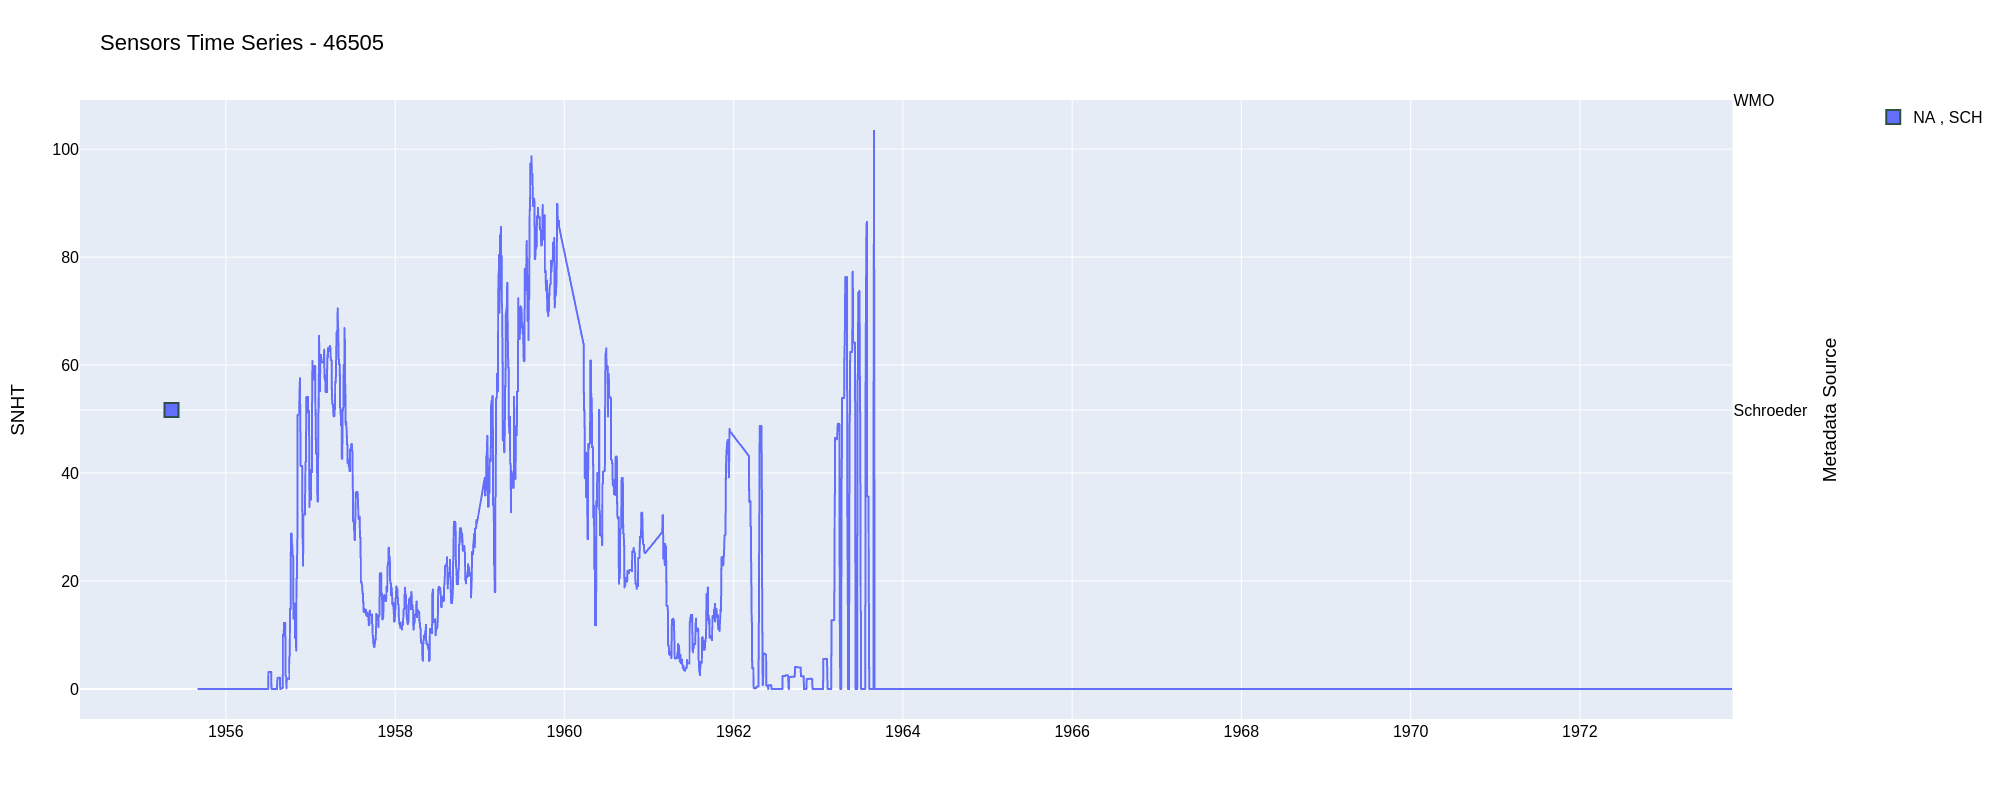 Sensors Time Series - 46505
WMO
NA , SCH
100
80
60
40
20
0
SNHT
Schroeder
Metadata Source
1956
1958
1960
1962
1964
1966
1968
1970
1972